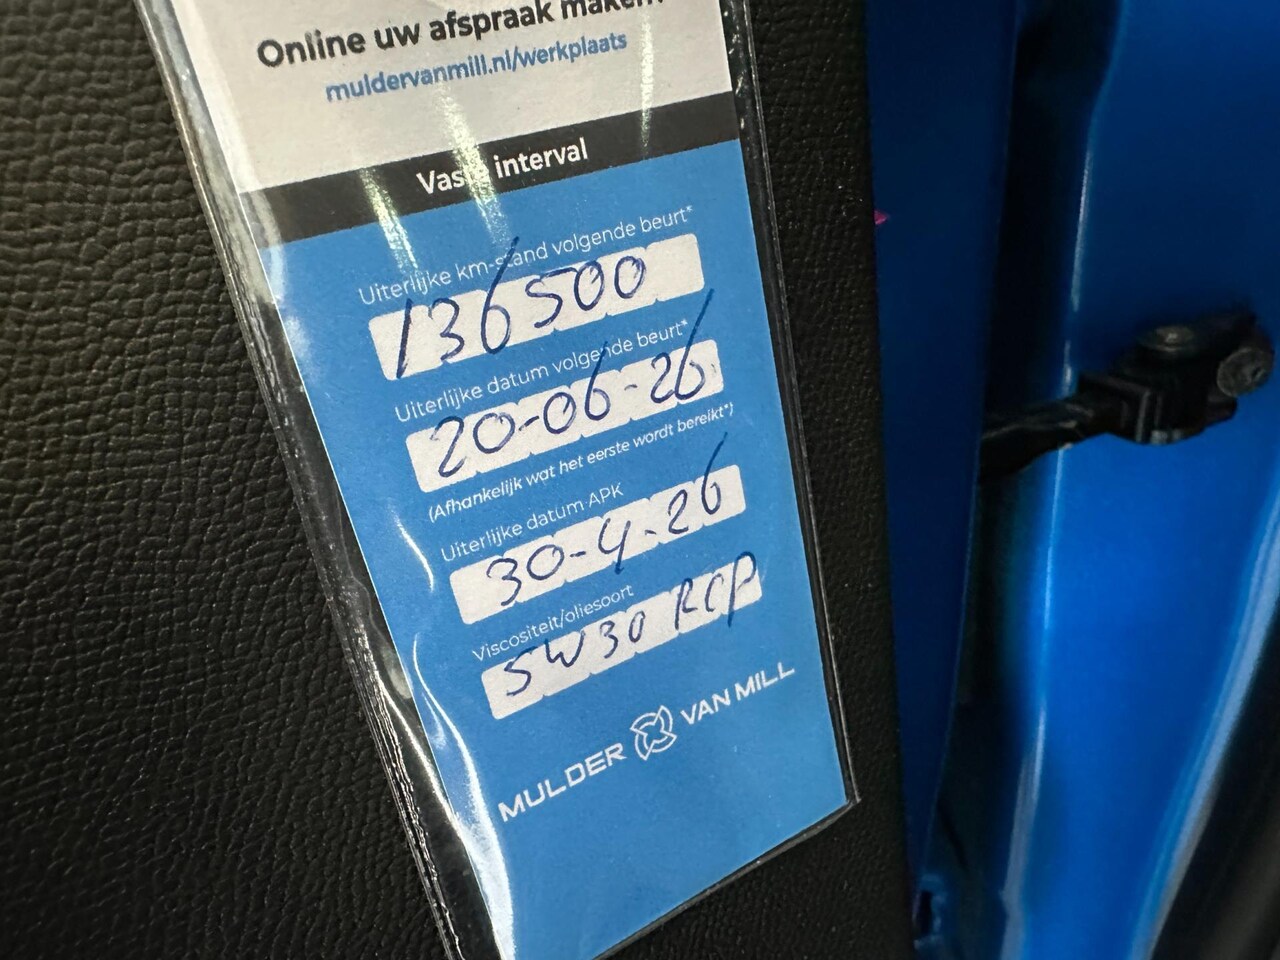 Online uw afspraak maken?
muldervanmill.nl/werkplaats
Vaste interval
Uiterlijke km-stand volgende beurt*
136500
Uiterlijke datum volgende beurt*
20-06-26
(Afhankelijk wat het eerste wordt bereikt*)
Uiterlijke datum APK
30-4-26
Viscositeit/oliesoort
5W30 RCP
MULDER VAN MILL